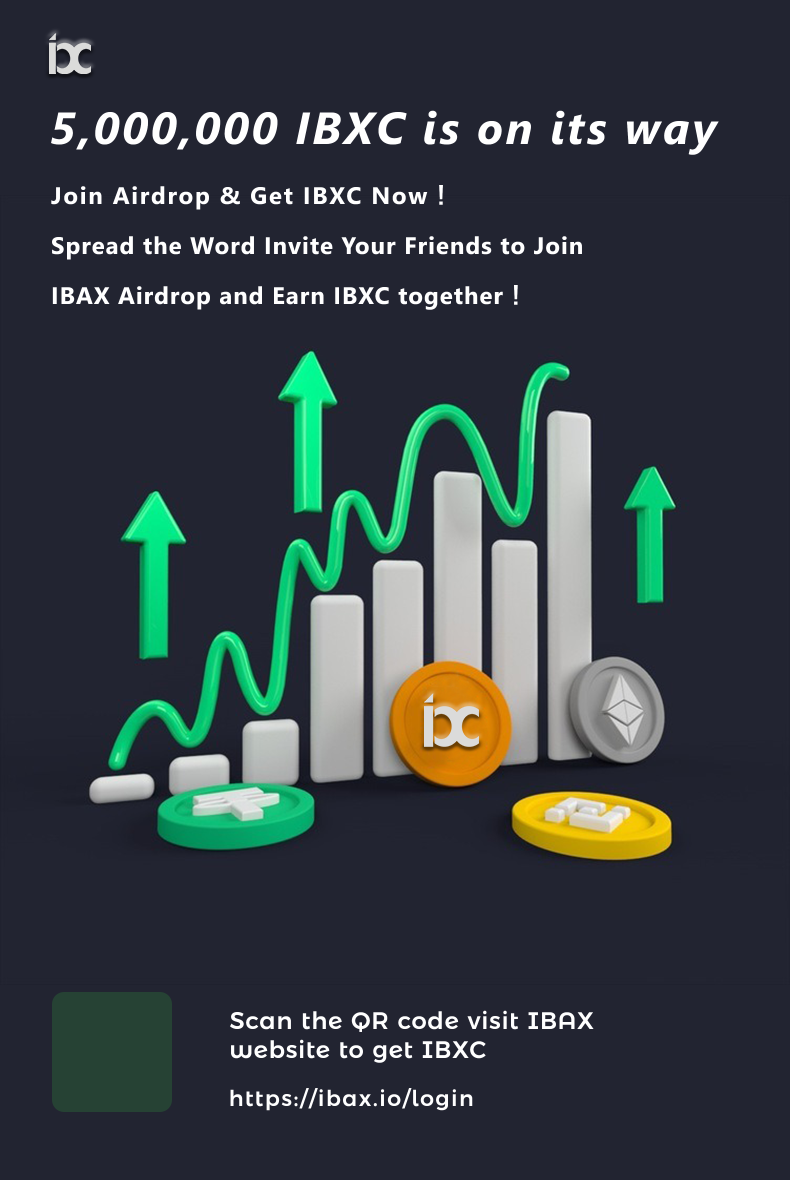 ibc
5,000,000 IBXC is on its way
Join Airdrop & Get IBXC Now !
Spread the Word Invite Your Friends to Join
IBAX Airdrop and Earn IBXC together !
ibc
Scan the QR code visit IBAX
website to get IBXC
https://ibax.io/login